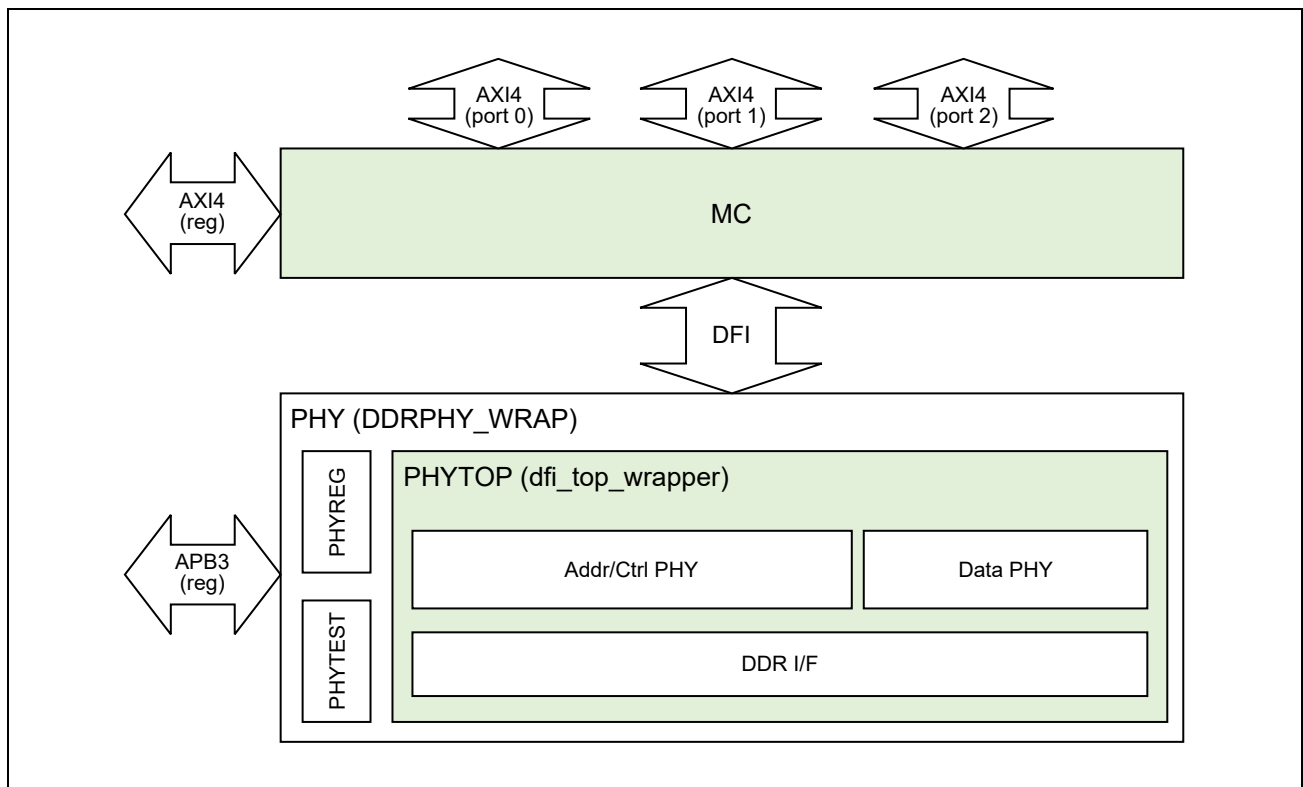 AXI4
(port 0)
AXI4
(port 1)
AXI4
(port 2)
AXI4
(reg)
MC
DFI
PHY (DDRPHY_WRAP)
PHYREG
PHYTOP (dfi_top_wrapper)
APB3
(reg)
Addr/Ctrl PHY
Data PHY
PHYTEST
DDR I/F